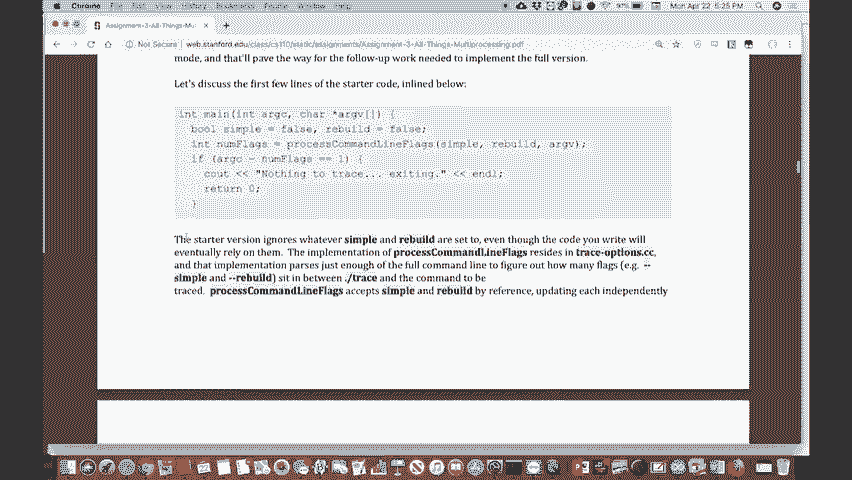 Chrome File Edit View History Bookmarks People Window Help
Mon Apr 22 5:25 PM
Assignment-3-All-Things-Mu
Not Secure web.stanford.edu/class/cs110/static/assignments/Assignment-3-All-Things-Multiprocessing.pdf
mode, and that'll pave the way for the follow-up work needed to implement the full version.
Let's discuss the first few lines of the starter code, inlined below:
int main(int argc, char *argv[]) {
bool simple = false, rebuild = false;
int numFlags = processCommandLineFlags(simple, rebuild, argv);
if (argc - numFlags == 1) {
cout << "Nothing to trace... exiting." << endl;
return 0;
}
The starter version ignores whatever simple and rebuild are set to, even though the code you write will
eventually rely on them. The implementation of processCommandLineFlags resides in trace-options.cc,
and that implementation parses just enough of the full command line to figure out how many flags (e.g. --
simple and --rebuild) sit in between ./trace and the command to be
traced. processCommandLineFlags accepts simple and rebuild by reference, updating each independently